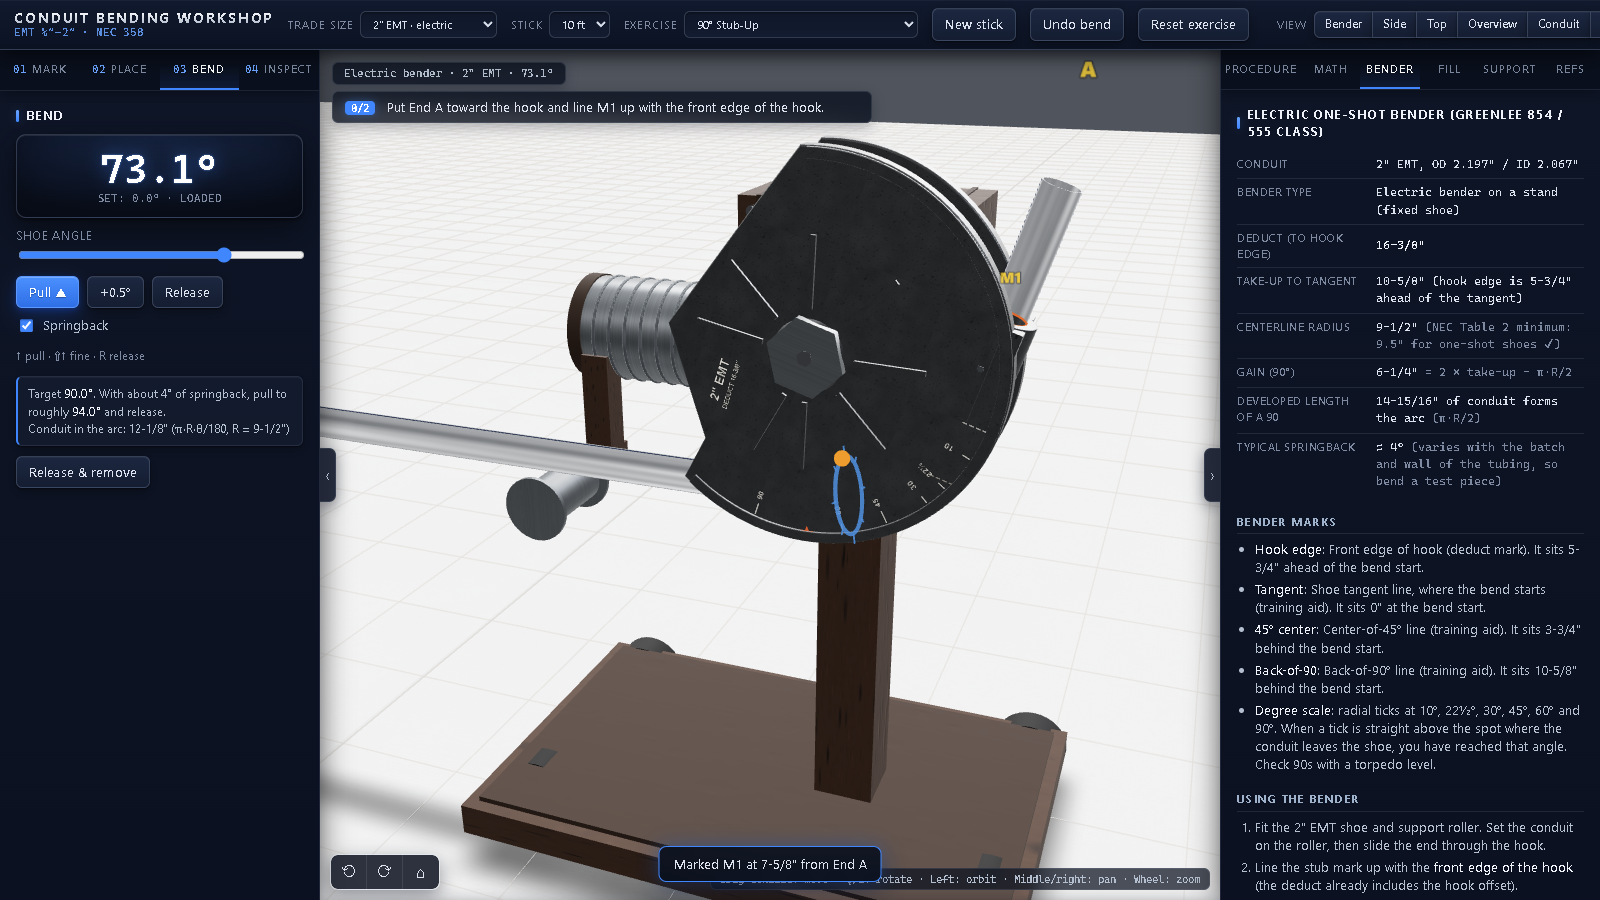 CONDUIT BENDING WORKSHOP
EMT ½"–2" · NEC 358
TRADE SIZE
2" EMT · electric
STICK
10 ft
EXERCISE
90° Stub-Up
New stick
Undo bend
Reset exercise
VIEW
Bender
Side
Top
Overview
Conduit
01 MARK
02 PLACE
03 BEND
04 INSPECT
BEND
73.1°
SET: 0.0° · LOADED
SHOE ANGLE
Pull ▲
+0.5°
Release
Springback
↑ pull · ⇧↑ fine · R release
Target 90.0°. With about 4° of springback, pull to
roughly 94.0° and release.
Conduit in the arc: 12-1/8" (π·R·θ/180, R = 9-1/2")
Release & remove
Electric bender · 2" EMT · 73.1°
0/2 Put End A toward the hook and line M1 up with the front edge of the hook.
A
M1
2" EMT
DEDUCT 16-3/8"
10
22½
30
45
90
Marked M1 at 7-5/8" from End A
rotate · Left: orbit · Middle/right: pan · Wheel: zoom
PROCEDURE
MATH
BENDER
FILL
SUPPORT
REFS
ELECTRIC ONE-SHOT BENDER (GREENLEE 854 /
555 CLASS)
CONDUIT
2" EMT, OD 2.197" / ID 2.067"
BENDER TYPE
Electric bender on a stand
(fixed shoe)
DEDUCT (TO HOOK
EDGE)
16-3/8"
TAKE-UP TO TANGENT
10-5/8" (hook edge is 5-3/4"
ahead of the tangent)
CENTERLINE RADIUS
9-1/2" (NEC Table 2 minimum:
9.5" for one-shot shoes ✓)
GAIN (90°)
6-1/4" = 2 × take-up − π·R/2
DEVELOPED LENGTH
OF A 90
14-15/16" of conduit forms
the arc (π·R/2)
TYPICAL SPRINGBACK
≈ 4° (varies with the batch
and wall of the tubing, so
bend a test piece)
BENDER MARKS
• Hook edge: Front edge of hook (deduct mark). It sits 5-
3/4" ahead of the bend start.
• Tangent: Shoe tangent line, where the bend starts
(training aid). It sits 0" at the bend start.
• 45° center: Center-of-45° line (training aid). It sits 3-3/4"
behind the bend start.
• Back-of-90: Back-of-90° line (training aid). It sits 10-5/8"
behind the bend start.
• Degree scale: radial ticks at 10°, 22½°, 30°, 45°, 60° and
90°. When a tick is straight above the spot where the
conduit leaves the shoe, you have reached that angle.
Check 90s with a torpedo level.
USING THE BENDER
1. Fit the 2" EMT shoe and support roller. Set the conduit
on the roller, then slide the end through the hook.
2. Line the stub mark up with the front edge of the hook
(the deduct already includes the hook offset).